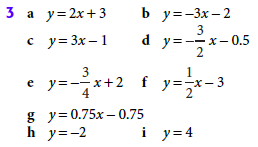 3 a y = 2x + 3 b y = –3x – 2
c y = 3x – 1 d y = –3/2 x – 0.5
e y = –3/4 x + 2 f y = 1/2 x – 3
g y = 0.75x – 0.75
h y = –2 i y = 4